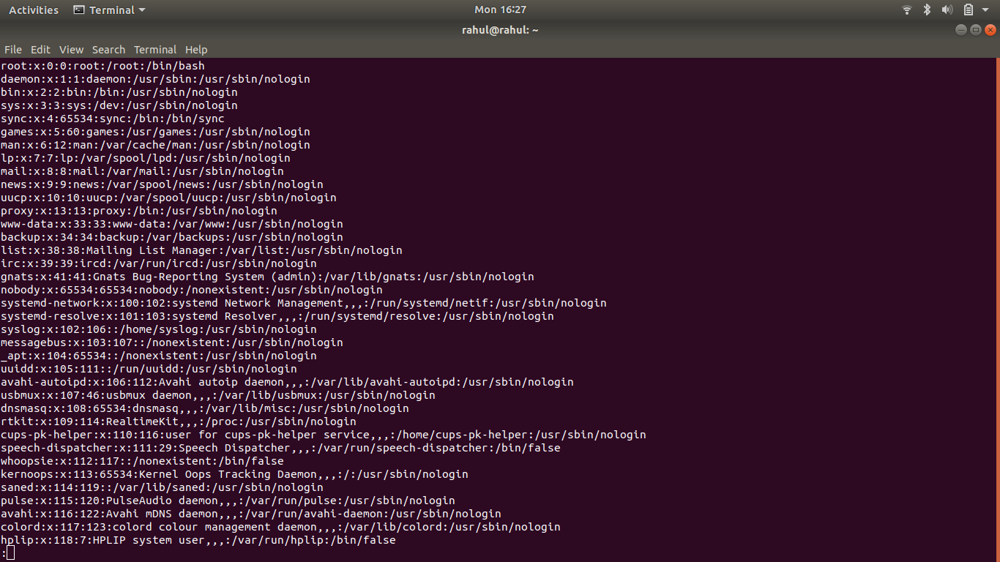 Activities Terminal Mon 16:27
rahul@rahul: ~
File Edit View Search Terminal Help
root:x:0:0:root:/root:/bin/bash
daemon:x:1:1:daemon:/usr/sbin:/usr/sbin/nologin
bin:x:2:2:bin:/bin:/usr/sbin/nologin
sys:x:3:3:sys:/dev:/usr/sbin/nologin
sync:x:4:65534:sync:/bin:/bin/sync
games:x:5:60:games:/usr/games:/usr/sbin/nologin
man:x:6:12:man:/var/cache/man:/usr/sbin/nologin
lp:x:7:7:lp:/var/spool/lpd:/usr/sbin/nologin
mail:x:8:8:mail:/var/mail:/usr/sbin/nologin
news:x:9:9:news:/var/spool/news:/usr/sbin/nologin
uucp:x:10:10:uucp:/var/spool/uucp:/usr/sbin/nologin
proxy:x:13:13:proxy:/bin:/usr/sbin/nologin
www-data:x:33:33:www-data:/var/www:/usr/sbin/nologin
backup:x:34:34:backup:/var/backups:/usr/sbin/nologin
list:x:38:38:Mailing List Manager:/var/list:/usr/sbin/nologin
irc:x:39:39:ircd:/var/run/ircd:/usr/sbin/nologin
gnats:x:41:41:Gnats Bug-Reporting System (admin):/var/lib/gnats:/usr/sbin/nologin
nobody:x:65534:65534:nobody:/nonexistent:/usr/sbin/nologin
systemd-network:x:100:102:systemd Network Management,,,:/run/systemd/netif:/usr/sbin/nologin
systemd-resolve:x:101:103:systemd Resolver,,,:/run/systemd/resolve:/usr/sbin/nologin
syslog:x:102:106::/home/syslog:/usr/sbin/nologin
messagebus:x:103:107::/nonexistent:/usr/sbin/nologin
_apt:x:104:65534::/nonexistent:/usr/sbin/nologin
uuidd:x:105:111::/run/uuidd:/usr/sbin/nologin
avahi-autoipd:x:106:112:Avahi autoip daemon,,,:/var/lib/avahi-autoipd:/usr/sbin/nologin
usbmux:x:107:46:usbmux daemon,,,:/var/lib/usbmux:/usr/sbin/nologin
dnsmasq:x:108:65534:dnsmasq,,,:/var/lib/misc:/usr/sbin/nologin
rtkit:x:109:114:RealtimeKit,,,:/proc:/usr/sbin/nologin
cups-pk-helper:x:110:116:user for cups-pk-helper service,,,:/home/cups-pk-helper:/usr/sbin/nologin
speech-dispatcher:x:111:29:Speech Dispatcher,,,:/var/run/speech-dispatcher:/bin/false
whoopsie:x:112:117::/nonexistent:/bin/false
kernoops:x:113:65534:Kernel Oops Tracking Daemon,,,:/:/usr/sbin/nologin
saned:x:114:119::/var/lib/saned:/usr/sbin/nologin
pulse:x:115:120:PulseAudio daemon,,,:/var/run/pulse:/usr/sbin/nologin
avahi:x:116:122:Avahi mDNS daemon,,,:/var/run/avahi-daemon:/usr/sbin/nologin
colord:x:117:123:colord colour management daemon,,,:/var/lib/colord:/usr/sbin/nologin
hplip:x:118:7:HPLIP system user,,,:/var/run/hplip:/bin/false
: